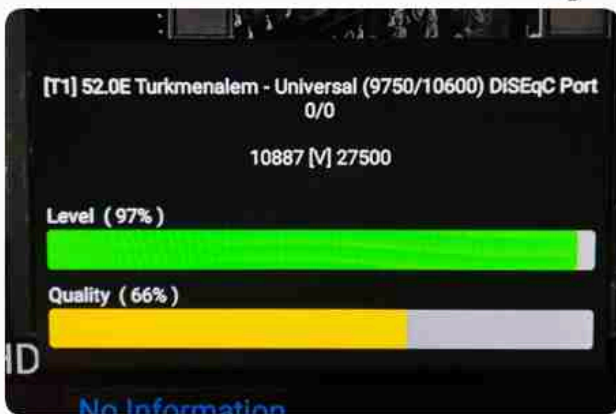 [T1] 52.0E Turkmenalem - Universal (9750/10600) DiSEqC Port
0/0
10887 [V] 27500
Level ( 97% )
Quality ( 66% )
HD
No Information